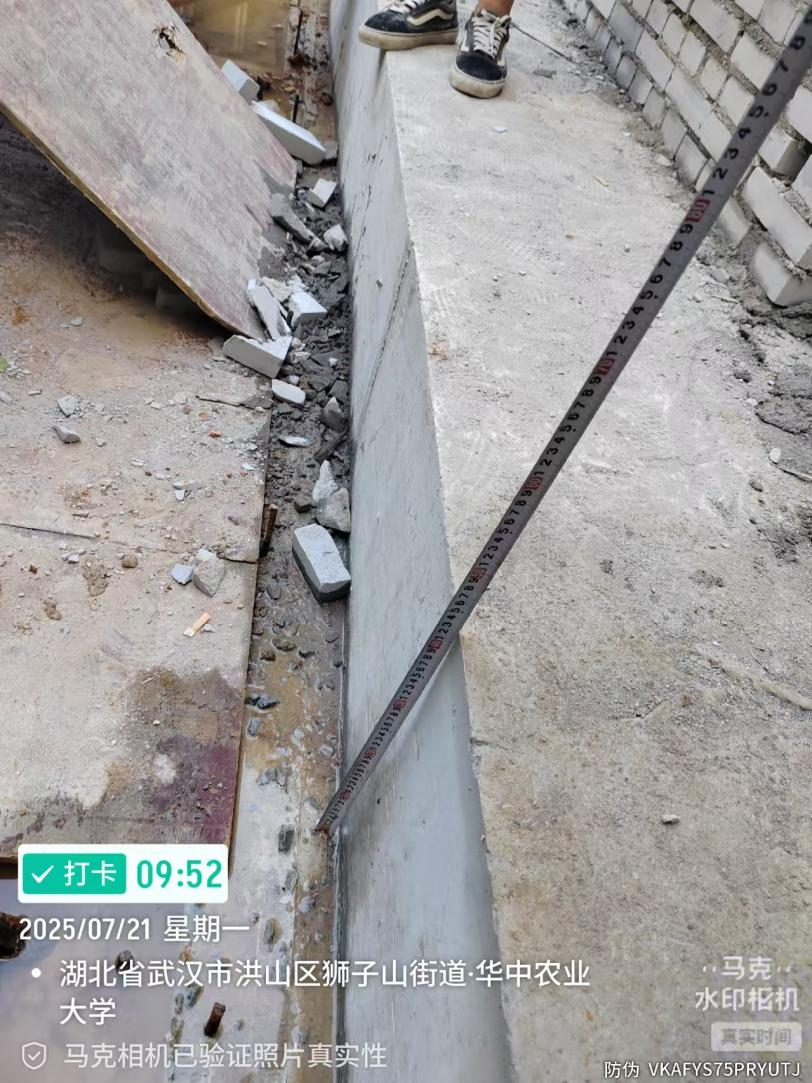 打卡 09:52
2025/07/21 星期一
湖北省武汉市洪山区狮子山街道·华中农业
大学
马克相机已验证照片真实性
马克
水印相机
真实时间
防伪 VKAFYS75PRYUTJ